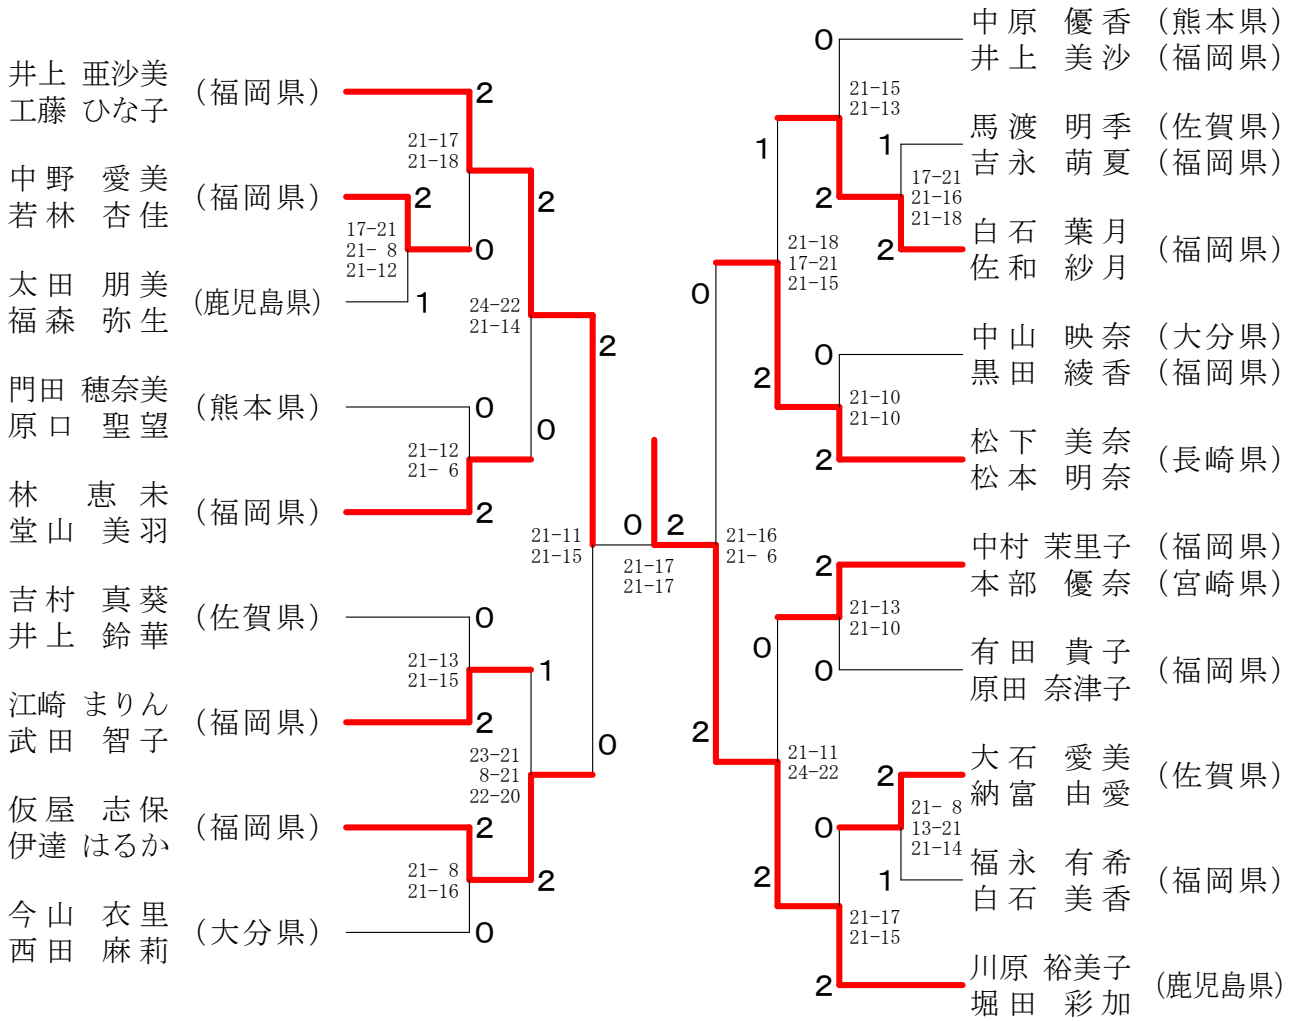 井上 亜沙美
工藤 ひな子
(福岡県)
2
21-17
21-18
中野 愛美
若林 杏佳
(福岡県)
2
17-21
21- 8
21-12
0
2
太田 朋美
福森 弥生
(鹿児島県)
1
24-22
21-14
2
門田 穂奈美
原口 聖望
(熊本県)
0
21-12
21- 6
0
林 恵未
堂山 美羽
(福岡県)
2
21-11
21-15
0
2
21-17
21-17
吉村 真葵
井上 鈴華
(佐賀県)
0
21-13
21-15
1
江崎 まりん
武田 智子
(福岡県)
2
23-21
8-21
22-20
0
仮屋 志保
伊達 はるか
(福岡県)
2
21- 8
21-16
2
今山 衣里
西田 麻莉
(大分県)
0
0
中原 優香 (熊本県)
井上 美沙 (福岡県)
21-15
21-13
1
1
馬渡 明季 (佐賀県)
吉永 萌夏 (福岡県)
17-21
21-16
21-18
2
2
白石 葉月
佐和 紗月
(福岡県)
21-18
17-21
21-15
0
0
中山 映奈 (大分県)
黒田 綾香 (福岡県)
2
21-10
21-10
2
松下 美奈
松本 明奈
(長崎県)
21-16
21- 6
2
中村 茉里子 (福岡県)
本部 優奈 (宮崎県)
21-13
21-10
0
0
有田 貴子
原田 奈津子
(福岡県)
2
21-11
24-22
2
大石 愛美
納富 由愛
(佐賀県)
21- 8
13-21
21-14
0
1
福永 有希
白石 美香
(福岡県)
2
21-17
21-15
2
川原 裕美子
堀田 彩加
(鹿児島県)